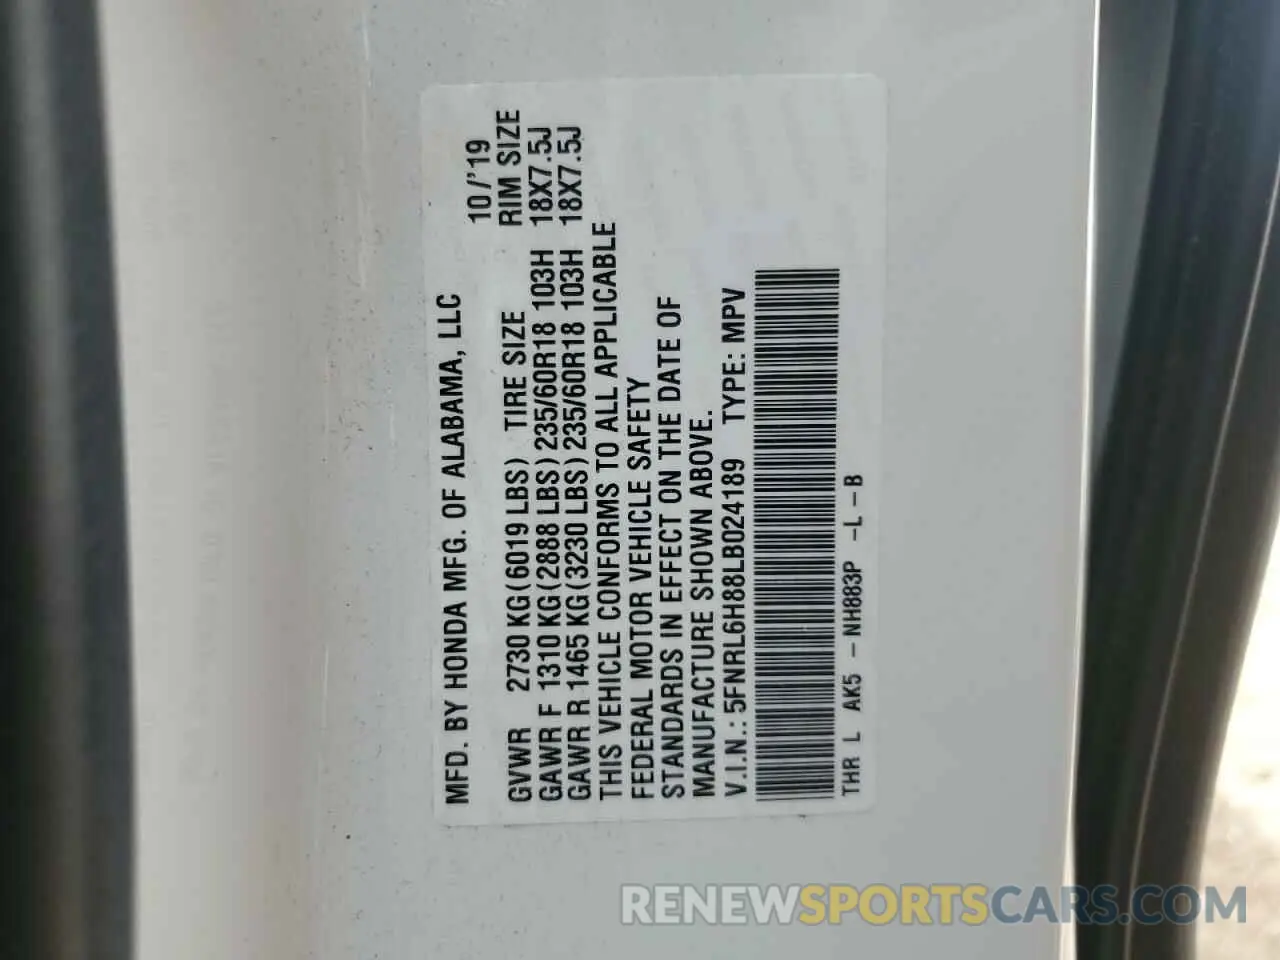 MFD. BY HONDA MFG. OF ALABAMA, LLC
10/'19
GVWR 2730 KG (6019 LBS) TIRE SIZE RIM SIZE
GAWR F 1310 KG (2888 LBS) 235/60R18 103H 18X7.5J
GAWR R 1465 KG (3230 LBS) 235/60R18 103H 18X7.5J
THIS VEHICLE CONFORMS TO ALL APPLICABLE
FEDERAL MOTOR VEHICLE SAFETY
STANDARDS IN EFFECT ON THE DATE OF
MANUFACTURE SHOWN ABOVE.
V.I.N.: 5FNRL6H88LB024189 TYPE: MPV
THR L AK5 - NH883P -L-B
RENEWSPORTSCARS.COM